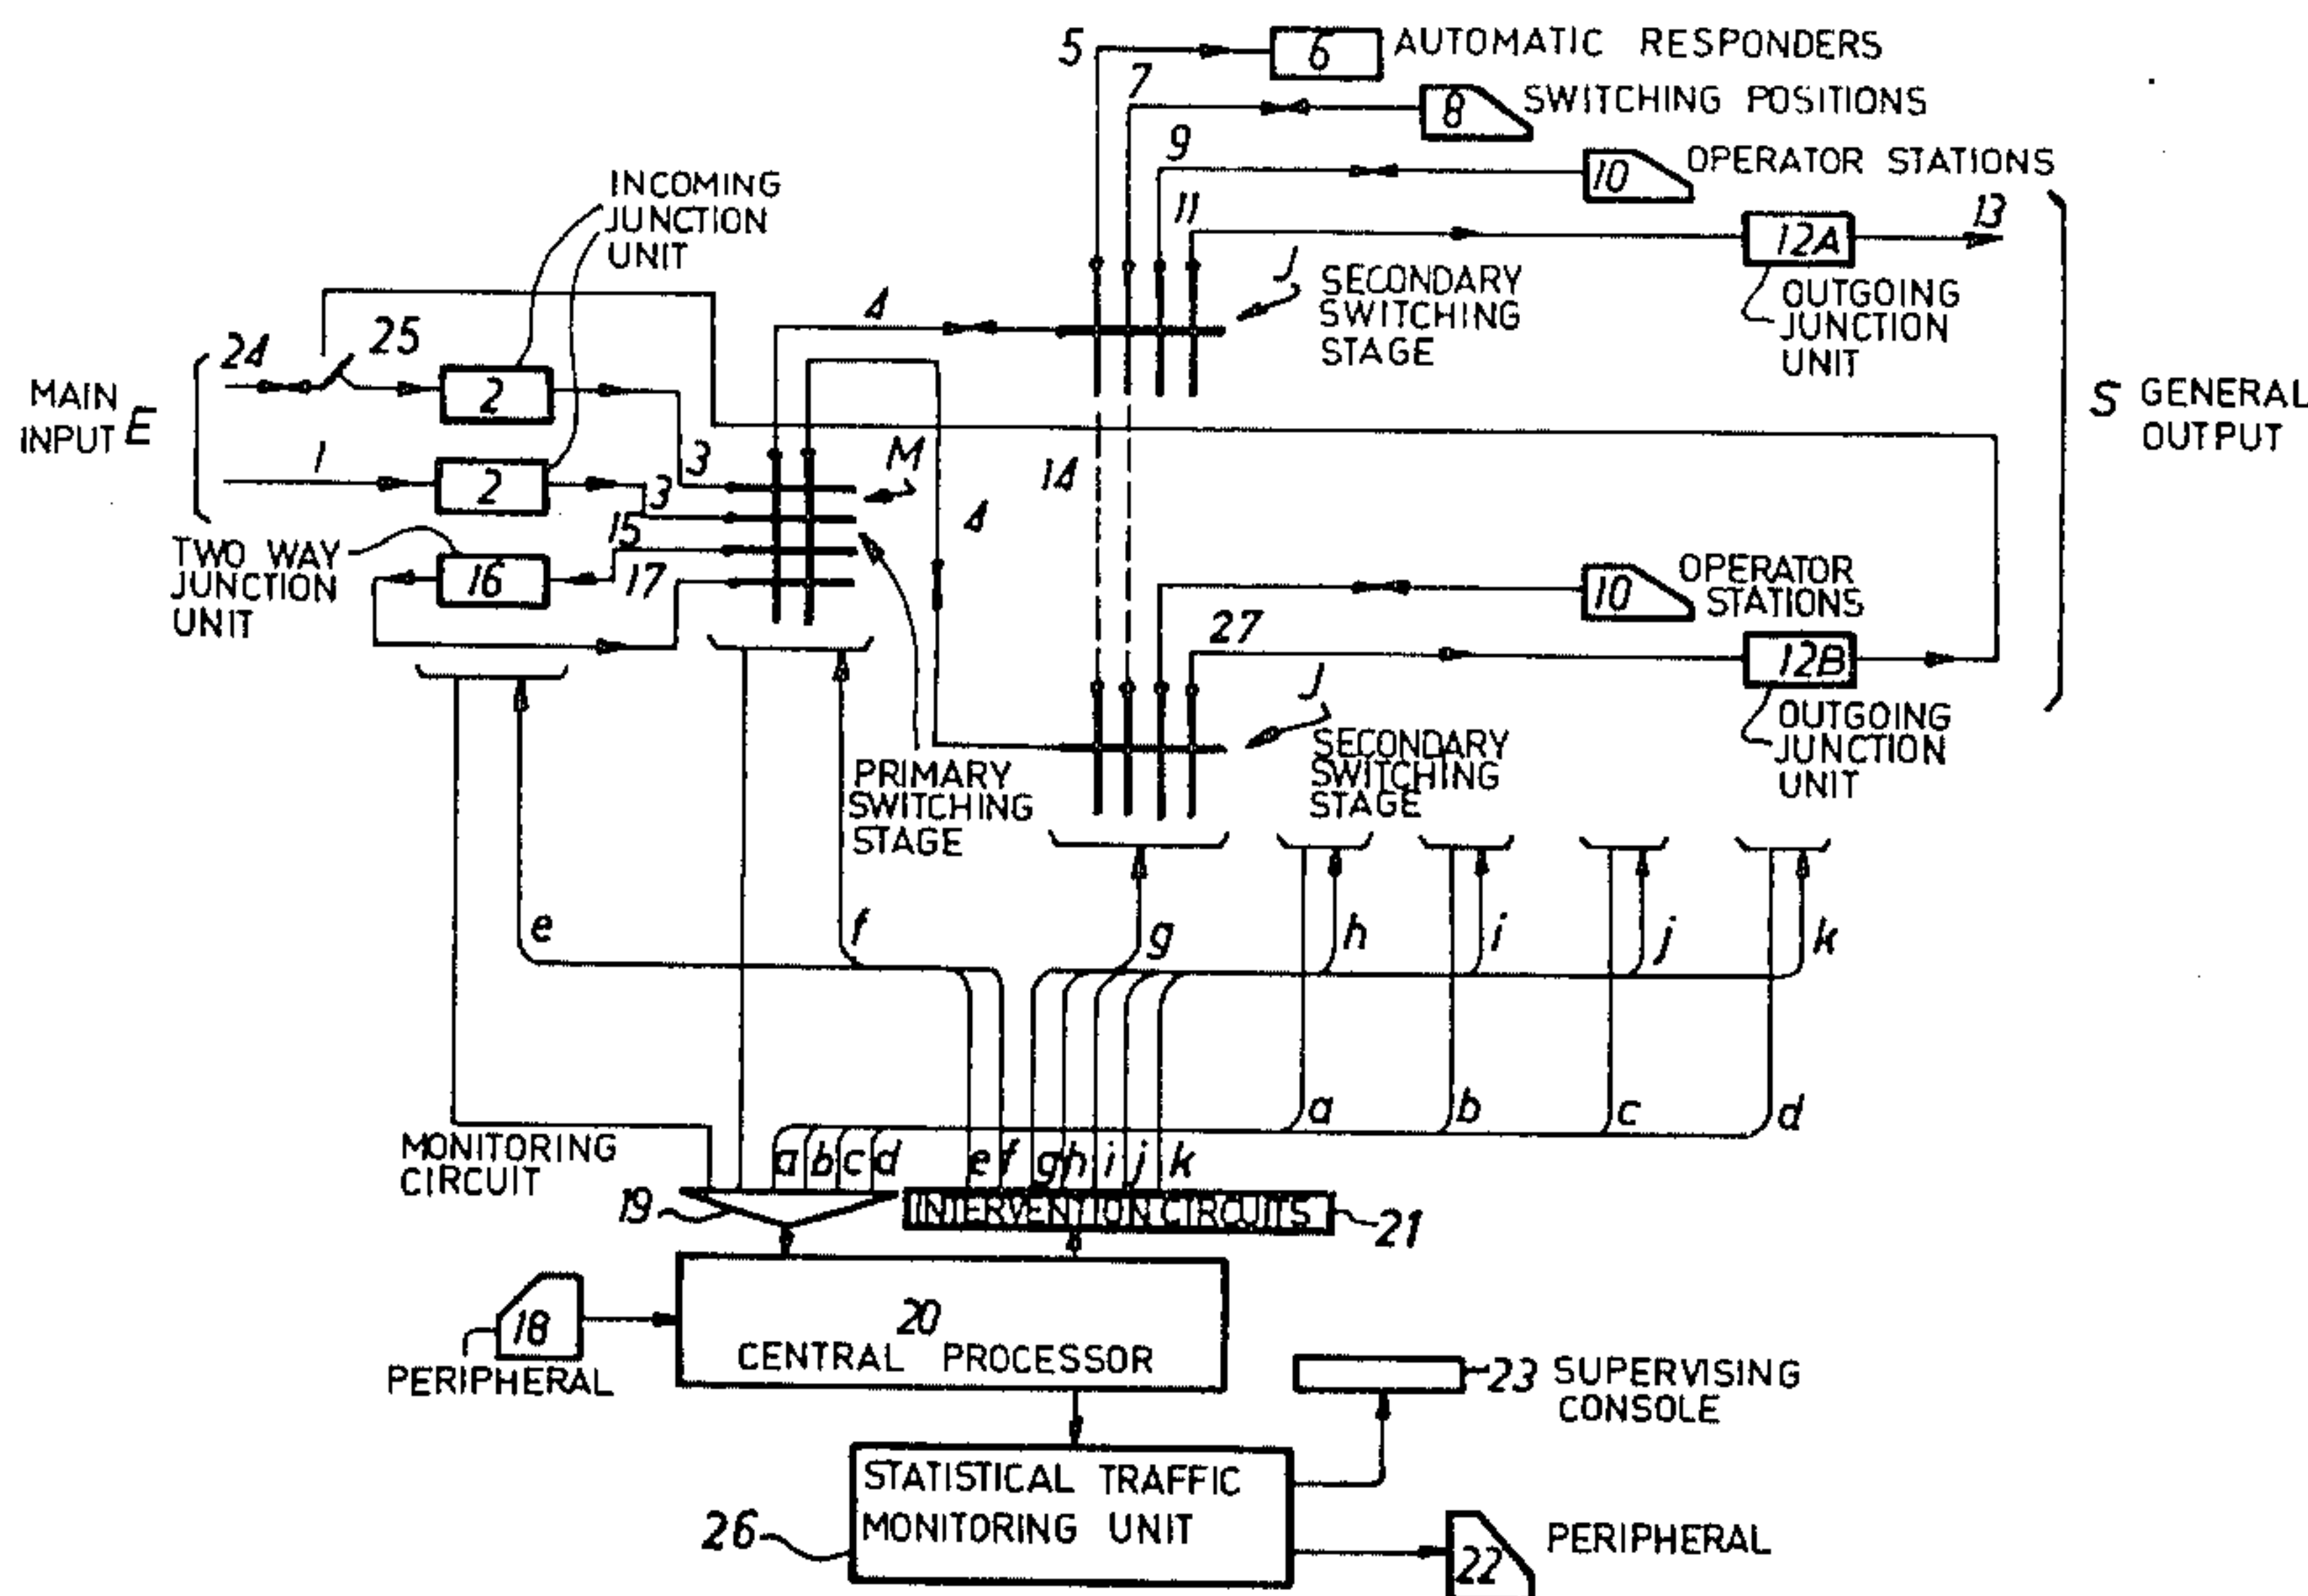 5
6
AUTOMATIC RESPONDERS
7
8
SWITCHING POSITIONS
9
10
OPERATOR STATIONS
11
12A
13
OUTGOING
JUNCTION
UNIT
INCOMING
JUNCTION
UNIT
J
SECONDARY
SWITCHING
STAGE
4
24
25
2
MAIN
INPUT E
1
2
3
3
M
14
4
S GENERAL
OUTPUT
TWO WAY
JUNCTION
UNIT
15
16
17
10
OPERATOR
STATIONS
27
12B
OUTGOING
JUNCTION
UNIT
J
SECONDARY
SWITCHING
STAGE
PRIMARY
SWITCHING
STAGE
e
f
g
h
i
j
k
a
b
c
d
MONITORING
CIRCUIT
a b c d
e f g h i j k
19
INTERVENTION CIRCUITS
21
20
CENTRAL PROCESSOR
18
PERIPHERAL
23 SUPERVISING
CONSOLE
STATISTICAL TRAFFIC
MONITORING UNIT
26
22
PERIPHERAL